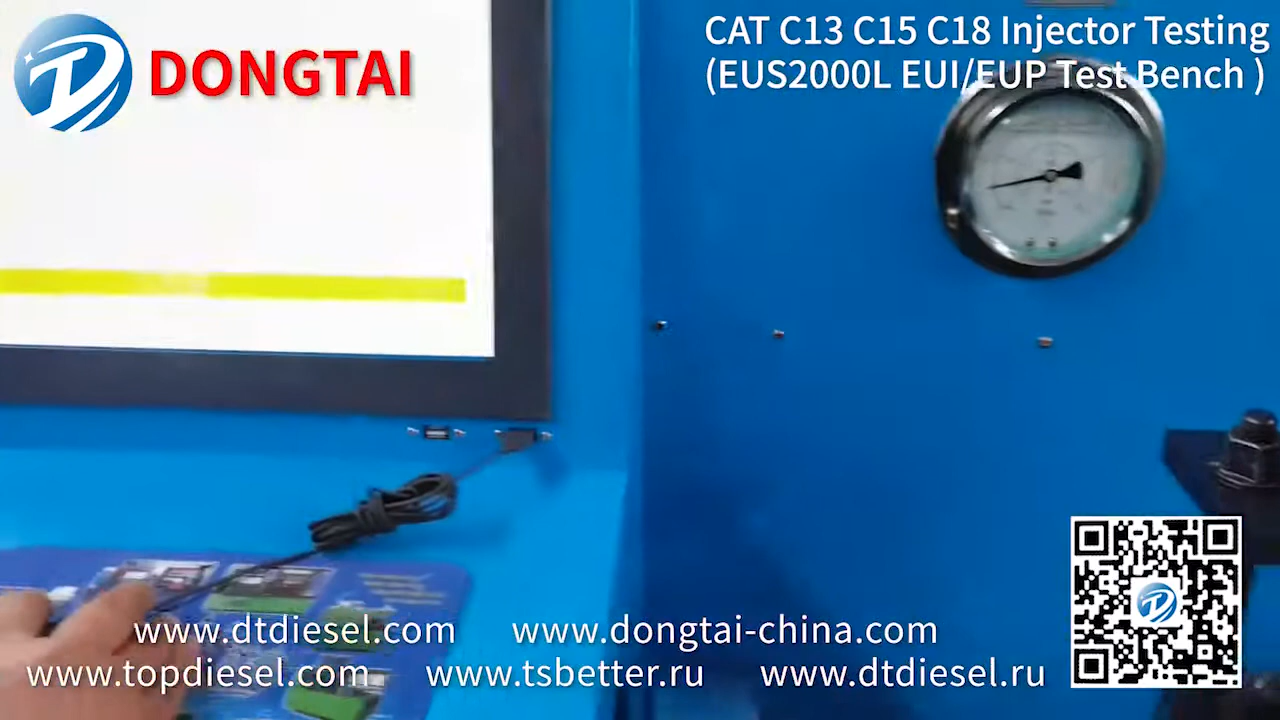 DONGTAI
CAT C13 C15 C18 Injector Testing
(EUS2000L EUI/EUP Test Bench )
www.dtdiesel.com www.dongtai-china.com
www.topdiesel.com www.tsbetter.ru www.dtdiesel.ru